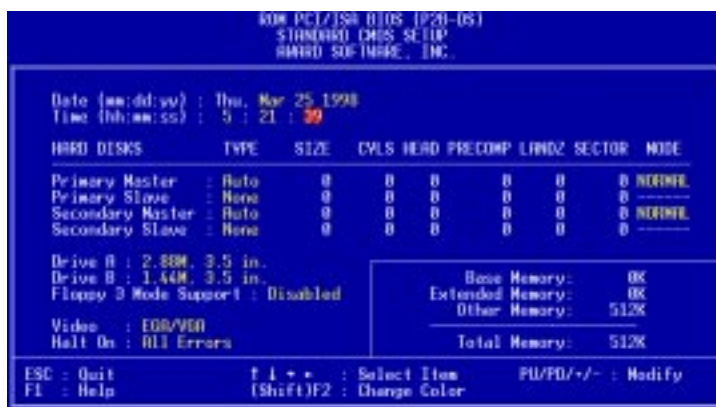 ROM PCI/ISA BIOS (P2B-DS)
STANDARD CMOS SETUP
AWARD SOFTWARE, INC.
Date (mm:dd:yy) : Thu, Mar 25 1998
Time (hh:mm:ss) : 5 : 21 : 39
HARD DISKS TYPE SIZE CYLS HEAD PRECOMP LANDZ SECTOR MODE
Primary Master : Auto 0 0 0 0 0 0 NORMAL
Primary Slave : None 0 0 0 0 0 0 ------
Secondary Master : Auto 0 0 0 0 0 0 NORMAL
Secondary Slave : None 0 0 0 0 0 0 ------
Drive A : 2.88M, 3.5 in.
Drive B : 1.44M, 3.5 in.
Floppy 3 Mode Support : Disabled
Video : EGA/VGA
Halt On : All Errors
Base Memory: 0K
Extended Memory: 0K
Other Memory: 512K
Total Memory: 512K
ESC : Quit ↑ ↓ → ← : Select Item PU/PD/+/- : Modify
F1 : Help (Shift)F2 : Change Color